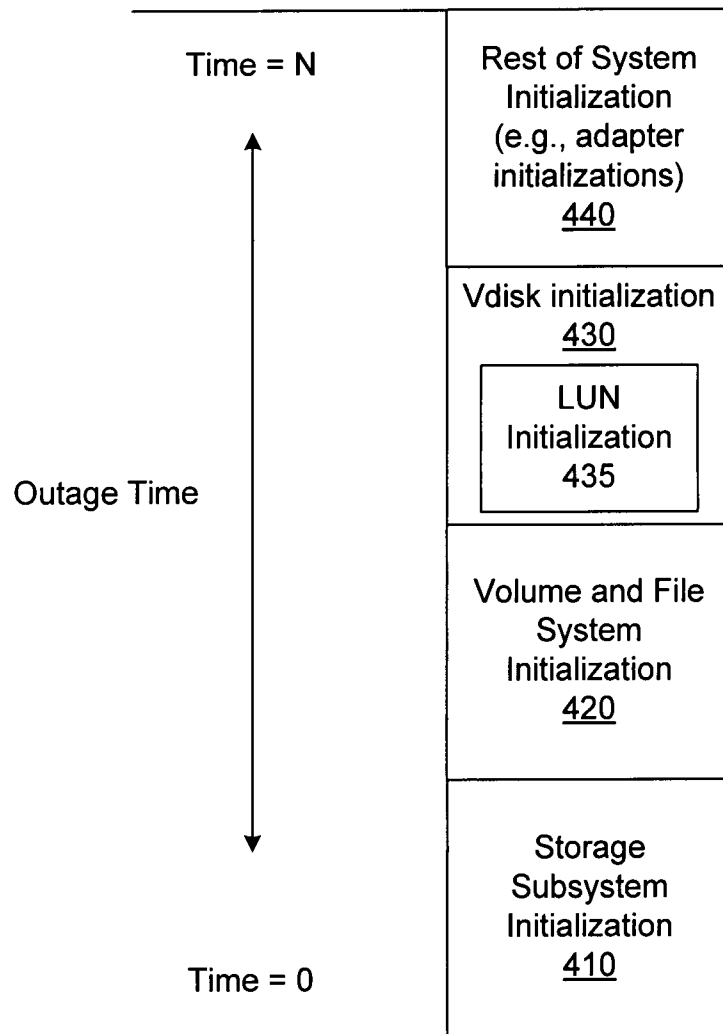 Time = N
Rest of System
Initialization
(e.g., adapter
initializations)
440
Vdisk initialization
430
LUN
Initialization
435
Outage Time
Volume and File
System
Initialization
420
Storage
Subsystem
Initialization
410
Time = 0